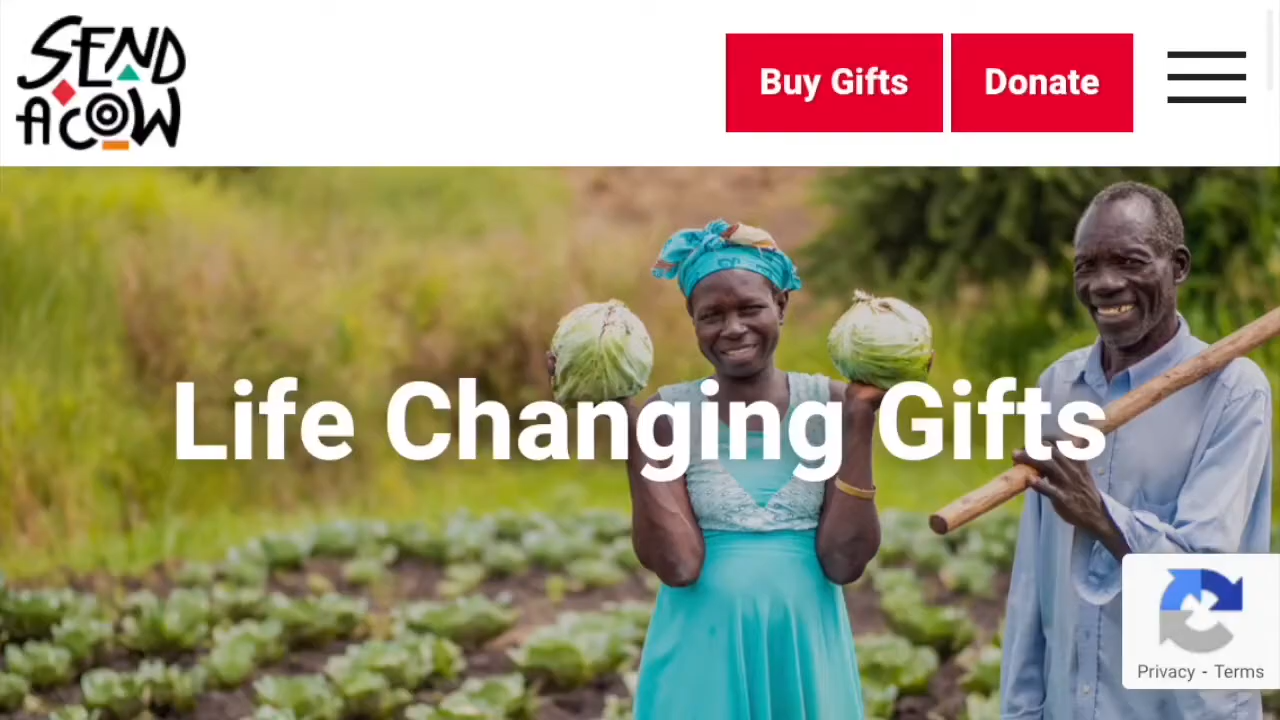 SEND
A COW
Buy Gifts
Donate
Life Changing Gifts
Privacy - Terms